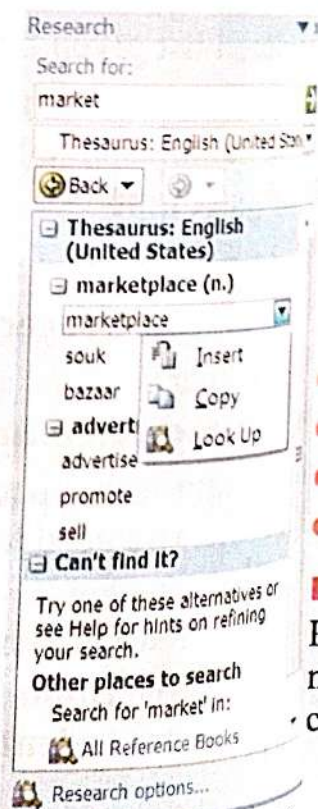 Research
Search for:
market
Thesaurus: English (United Stat
Back
Thesaurus: English
(United States)
marketplace (n.)
marketplace
souk
Insert
bazaar
Copy
advert
Look Up
advertise
promote
sell
Can't find it?
Try one of these alternatives or
see Help for hints on refining
your search.
Other places to search
Search for 'market' in:
All Reference Books
Research options...